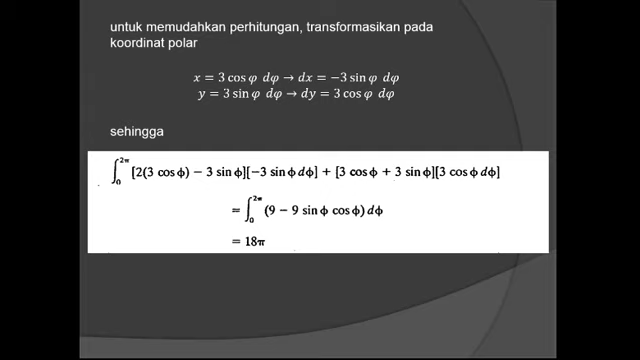 untuk memudahkan perhitungan, transformasikan pada
koordinat polar
x = 3 cos φ dφ → dx = −3 sin φ dφ
y = 3 sin φ dφ → dy = 3 cos φ dφ
sehingga
∫₀^{2π} [2(3 cos ϕ) − 3 sin ϕ][−3 sin ϕ dϕ] + [3 cos ϕ + 3 sin ϕ][3 cos ϕ dϕ]
= ∫₀^{2π} (9 − 9 sin ϕ cos ϕ) dϕ
= 18π